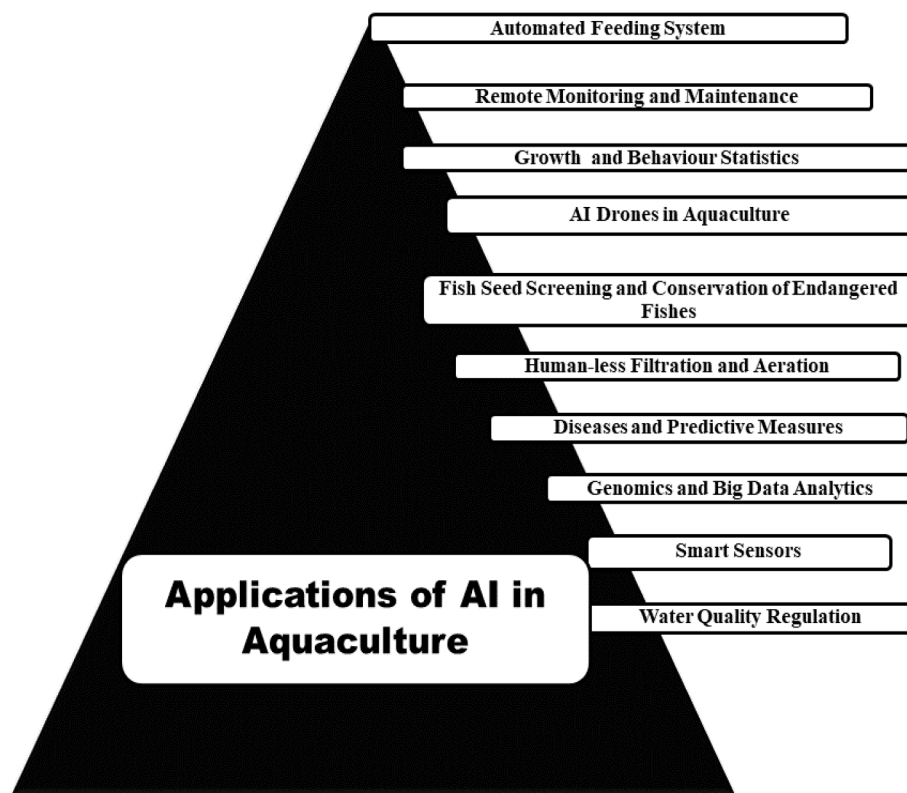 Automated Feeding System
Remote Monitoring and Maintenance
Growth and Behaviour Statistics
AI Drones in Aquaculture
Fish Seed Screening and Conservation of Endangered
Fishes
Human-less Filtration and Aeration
Diseases and Predictive Measures
Genomics and Big Data Analytics
Smart Sensors
Applications of AI in
Aquaculture
Water Quality Regulation